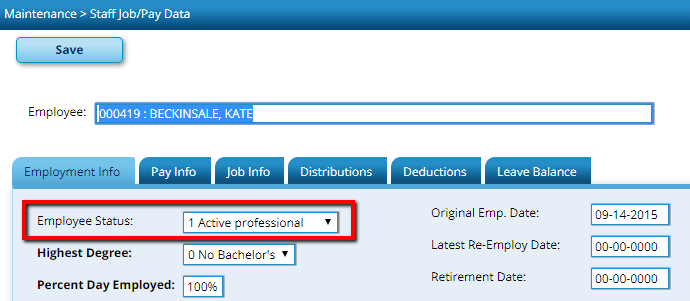 Maintenance > Staff Job/Pay Data
Save
Employee: 000419 : BECKINSALE, KATE
Employment Info Pay Info Job Info Distributions Deductions Leave Balance
Employee Status: 1 Active professional Original Emp. Date: 09-14-2015
Highest Degree: 0 No Bachelor's Latest Re-Employ Date: 00-00-0000
Percent Day Employed: 100% Retirement Date: 00-00-0000